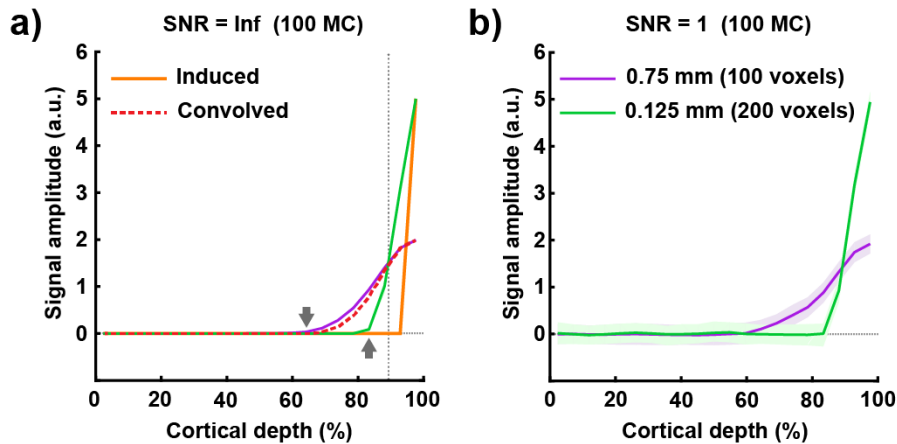 a)
SNR = Inf (100 MC)
Signal amplitude (a.u.)
6
5
4
3
2
1
0
Induced
Convolved
0 20 40 60 80 100
Cortical depth (%)
b)
SNR = 1 (100 MC)
Signal amplitude (a.u.)
6
5
4
3
2
1
0
0.75 mm (100 voxels)
0.125 mm (200 voxels)
0 20 40 60 80 100
Cortical depth (%)